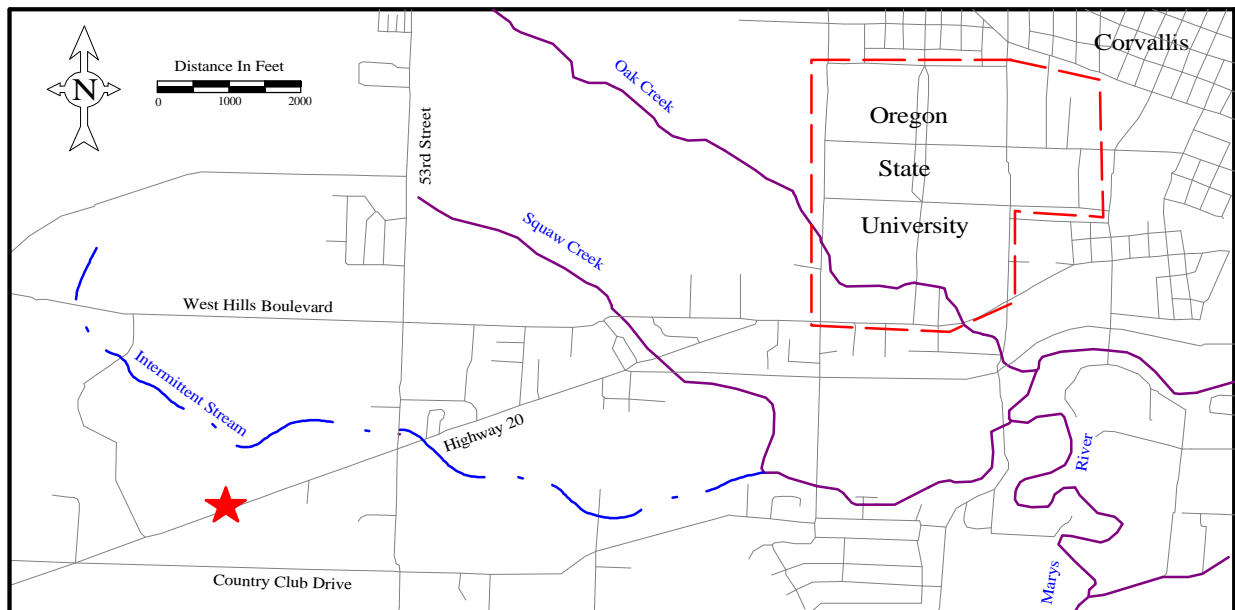 Corvallis
Distance In Feet
N
0 1000 2000
Oak Creek
Oregon
State
University
53rd Street
Squaw Creek
West Hills Boulevard
Intermittent Stream
Highway 20
River
Marys
Country Club Drive